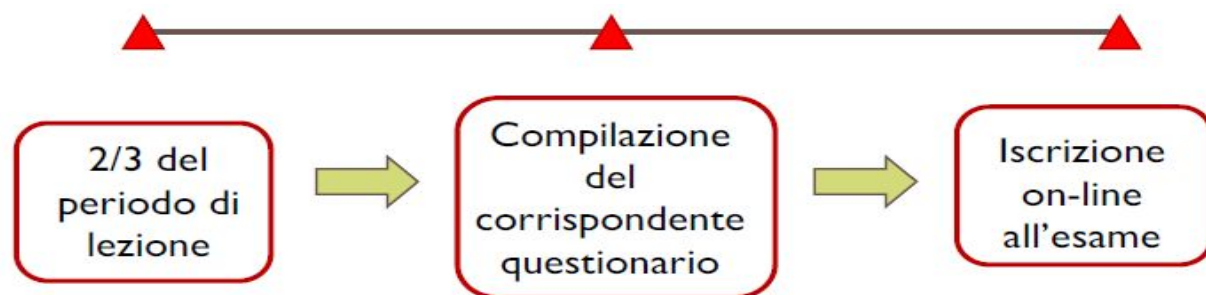 2/3 del
periodo di
lezione
Compilazione
del
corrispondente
questionario
Iscrizione
on-line
all'esame